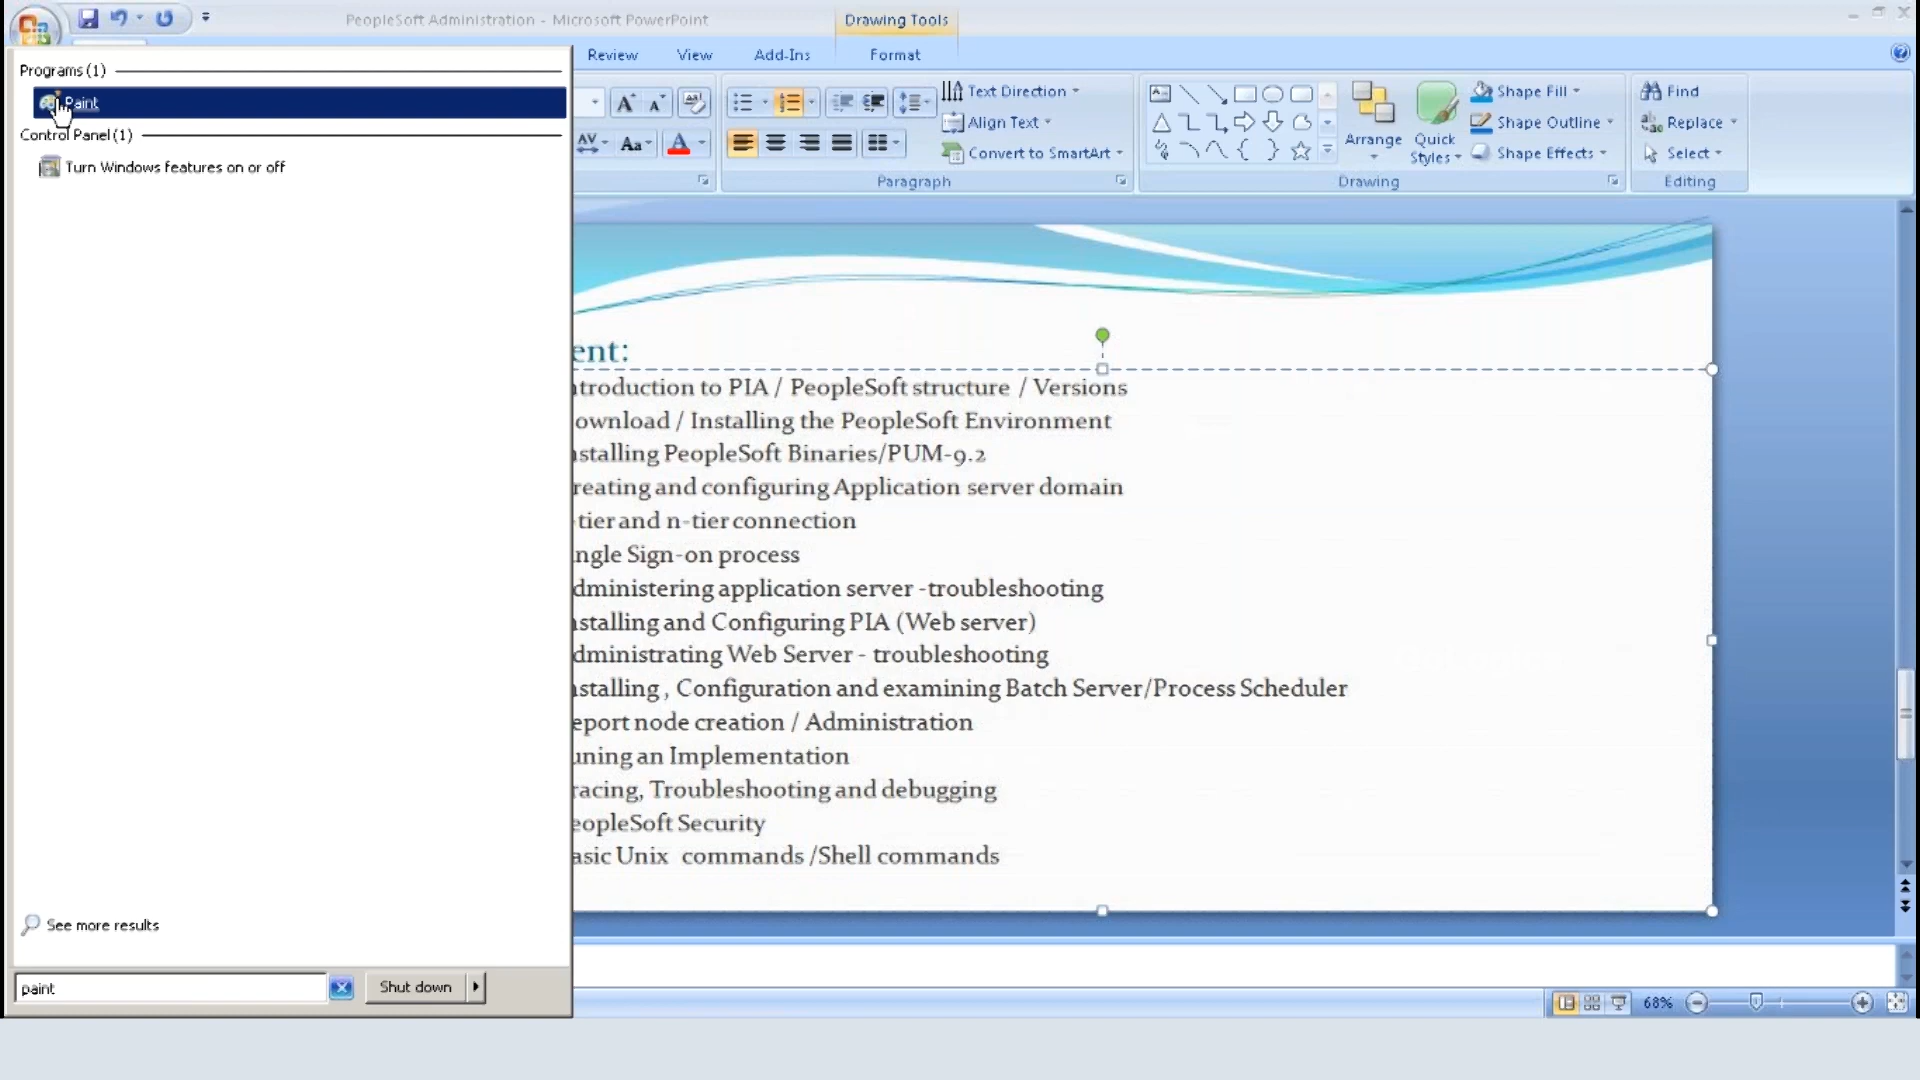 PeopleSoft Administration - Microsoft PowerPoint
Drawing Tools
Review
View
Add-Ins
Format
Programs (1)
Paint
Control Panel (1)
Turn Windows features on or off
Text Direction
Align Text
Convert to SmartArt
Paragraph
Arrange
Quick Styles
Shape Fill
Shape Outline
Shape Effects
Drawing
Find
Replace
Select
Editing
ent:
ntroduction to PIA / PeopleSoft structure / Versions
ownload / Installing the PeopleSoft Environment
nstalling PeopleSoft Binaries/PUM-9.2
reating and configuring Application server domain
-tier and n-tier connection
ingle Sign-on process
dministering application server -troubleshooting
nstalling and Configuring PIA (Web server)
dministrating Web Server - troubleshooting
nstalling , Configuration and examining Batch Server/Process Scheduler
eport node creation / Administration
uning an Implementation
racing, Troubleshooting and debugging
eopleSoft Security
asic Unix commands /Shell commands
See more results
paint
Shut down
68%